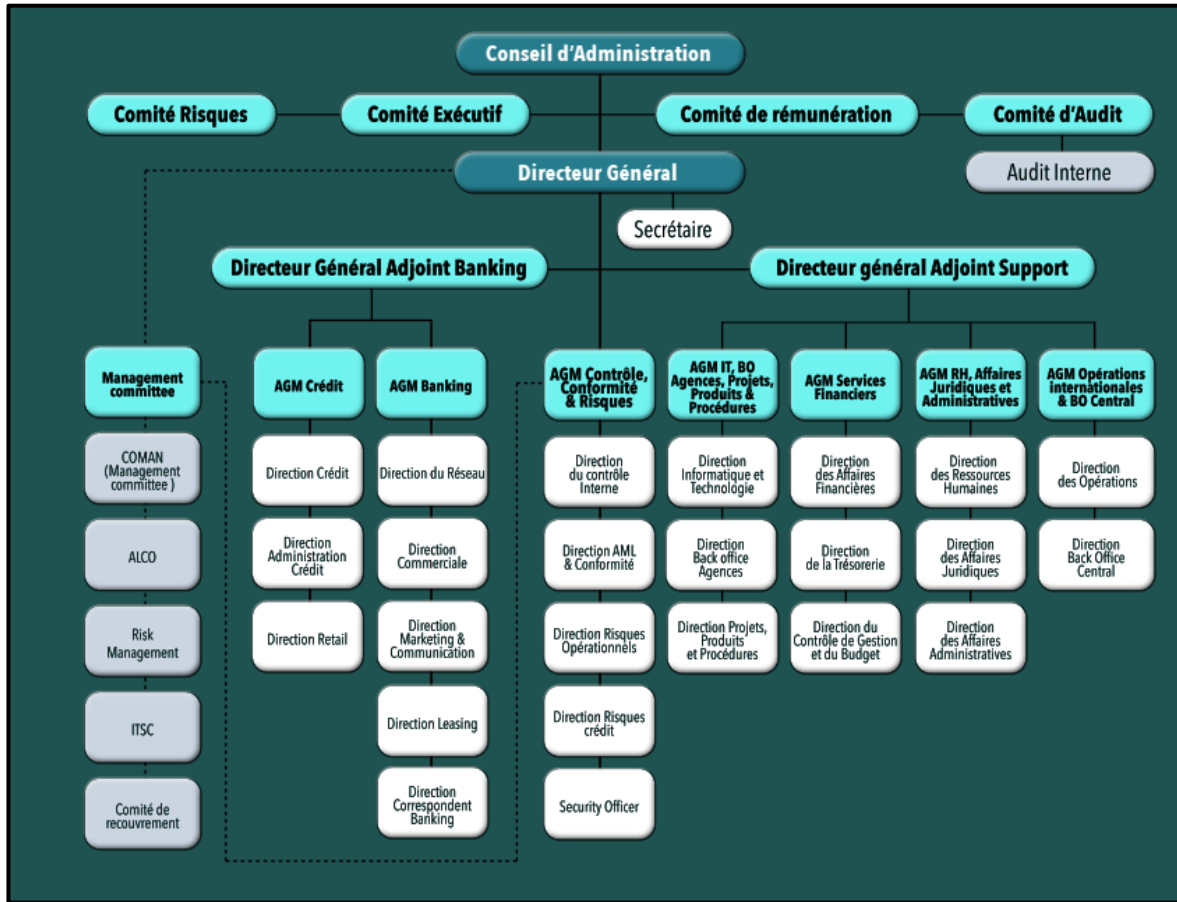 Conseil d'Administration
Comité Risques
Comité Exécutif
Comité de rémunération
Comité d'Audit
Directeur Général
Audit Interne
Secrétaire
Directeur Général Adjoint Banking
Directeur général Adjoint Support
Management
committee
AGM Crédit
AGM Banking
AGM Contrôle,
Conformité
& Risques
AGM IT, BO
Agences, Projets,
Produits &
Procédures
AGM Services
Financiers
AGM RH, Affaires
Juridiques et
Administratives
AGM Opérations
internationales
& BO Central
COMAN
(Management
committee )
Direction Crédit
Direction du Réseau
Direction
du contrôle
Interne
Direction
Informatique et
Technologie
Direction
des Affaires
Financières
Direction
des Ressources
Humaines
Direction
des Opérations
ALCO
Direction
Administration
Crédit
Direction
Commerciale
Direction AML
& Conformité
Direction
Back office
Agences
Direction
de la Trésorerie
Direction
des Affaires
Juridiques
Direction
Back Office
Central
Risk
Management
Direction Retail
Direction
Marketing &
Communication
Direction Risques
Opérationnels
Direction Projets,
Produits
et Procédures
Direction du
Contrôle de Gestion
et du Budget
Direction
des Affaires
Administratives
ITSC
Direction Leasing
Direction Risques
crédit
Comité de
recouvrement
Direction
Correspondent
Banking
Security Officer